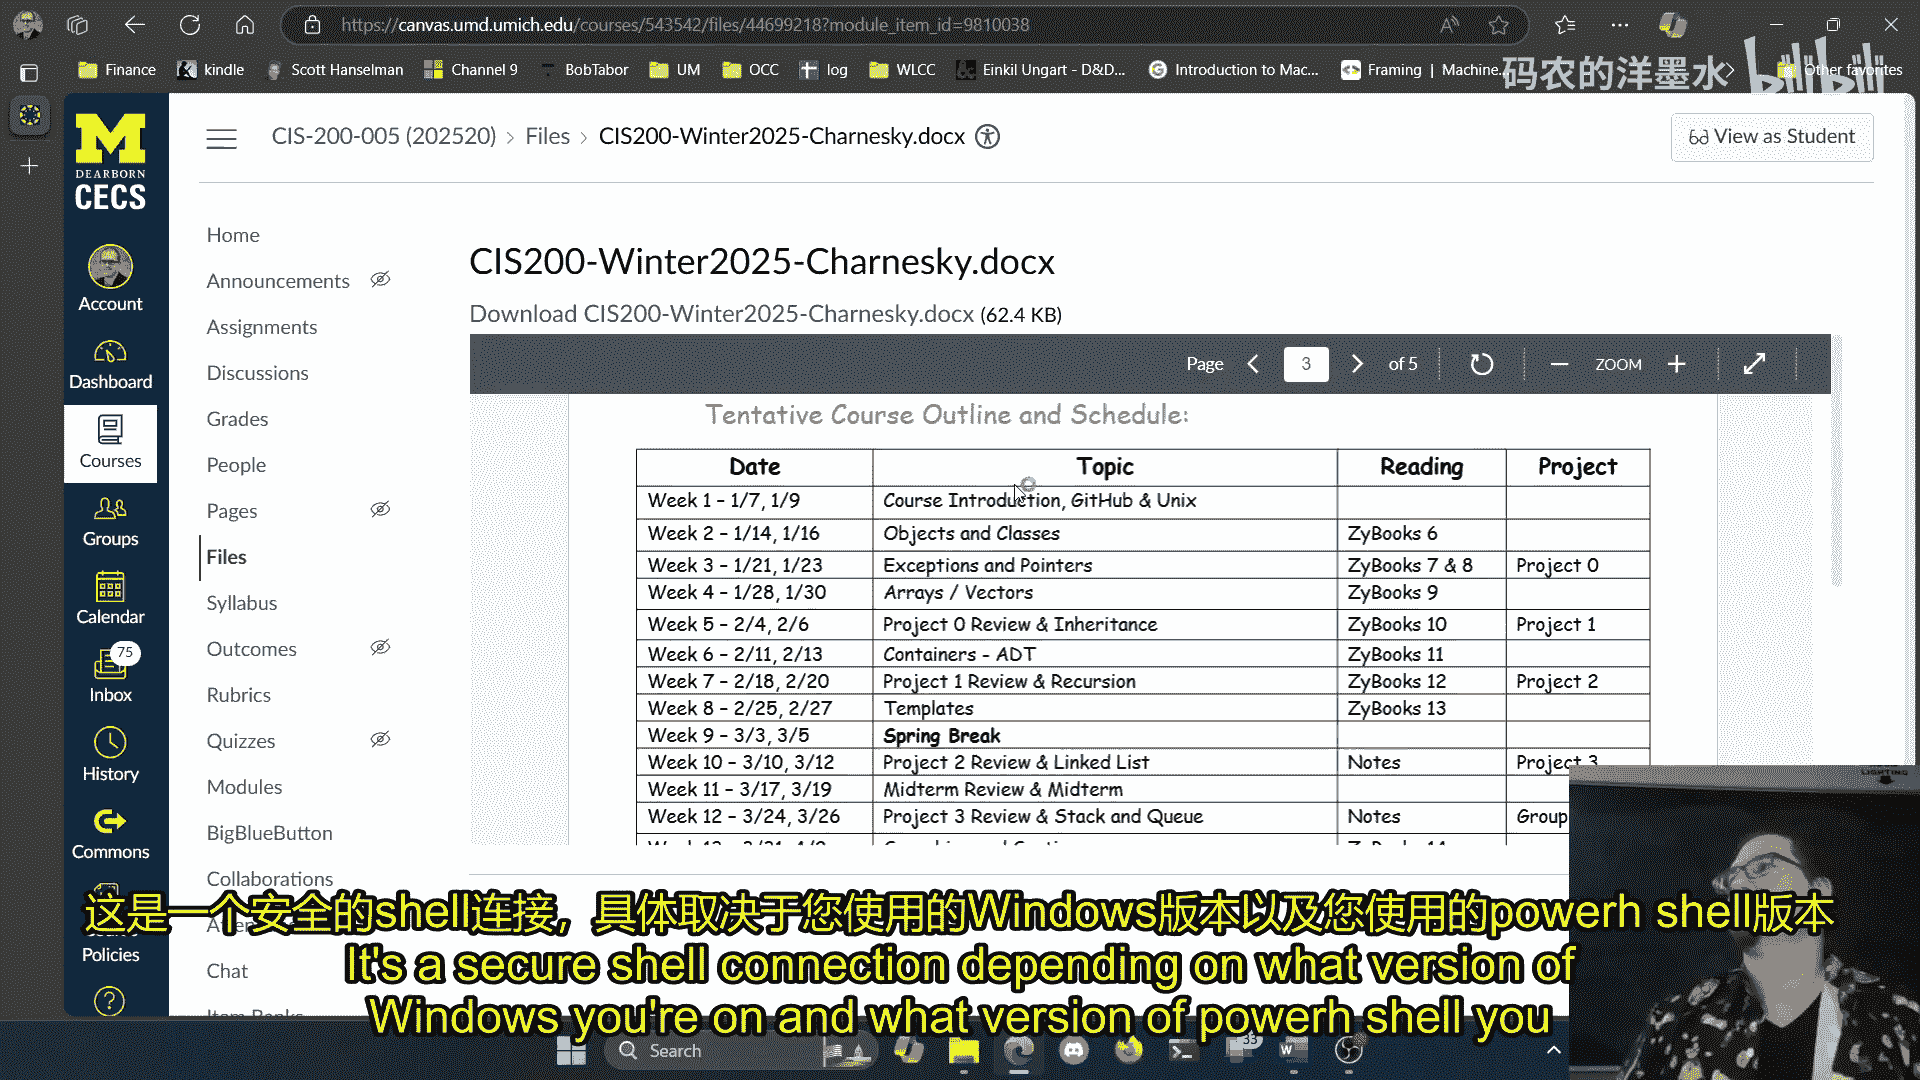 https://canvas.umd.umich.edu/courses/543542/files/44699218?module_item_id=9810038
Finance
kindle
Scott Hanselman
Channel 9
BobTabor
UM
OCC
log
WLCC
Einkil Ungart - D&D...
Introduction to Mac...
Framing | Machine...
Other favorites
码农的洋墨水
bilibili
M
DEARBORN
CECS
Account
Dashboard
Courses
Groups
Calendar
75
Inbox
History
Commons
Policies
CIS-200-005 (202520) › Files › CIS200-Winter2025-Charnesky.docx
View as Student
Home
Announcements
Assignments
Discussions
Grades
People
Pages
Files
Syllabus
Outcomes
Rubrics
Quizzes
Modules
BigBlueButton
Collaborations
Chat
CIS200-Winter2025-Charnesky.docx
Download CIS200-Winter2025-Charnesky.docx (62.4 KB)
Page 3 of 5 ZOOM
Tentative Course Outline and Schedule:
Date Topic Reading Project
Week 1 – 1/7, 1/9 Course Introduction, GitHub & Unix
Week 2 – 1/14, 1/16 Objects and Classes ZyBooks 6
Week 3 – 1/21, 1/23 Exceptions and Pointers ZyBooks 7 & 8 Project 0
Week 4 – 1/28, 1/30 Arrays / Vectors ZyBooks 9
Week 5 – 2/4, 2/6 Project 0 Review & Inheritance ZyBooks 10 Project 1
Week 6 – 2/11, 2/13 Containers - ADT ZyBooks 11
Week 7 – 2/18, 2/20 Project 1 Review & Recursion ZyBooks 12 Project 2
Week 8 – 2/25, 2/27 Templates ZyBooks 13
Week 9 – 3/3, 3/5 Spring Break
Week 10 – 3/10, 3/12 Project 2 Review & Linked List Notes Project 3
Week 11 – 3/17, 3/19 Midterm Review & Midterm
Week 12 – 3/24, 3/26 Project 3 Review & Stack and Queue Notes Group
LIGHTING
这是一个安全的shell连接，具体取决于您使用的Windows版本以及您使用的powerh shell版本
It's a secure shell connection depending on what version of
Windows you're on and what version of powerh shell you
Search
33